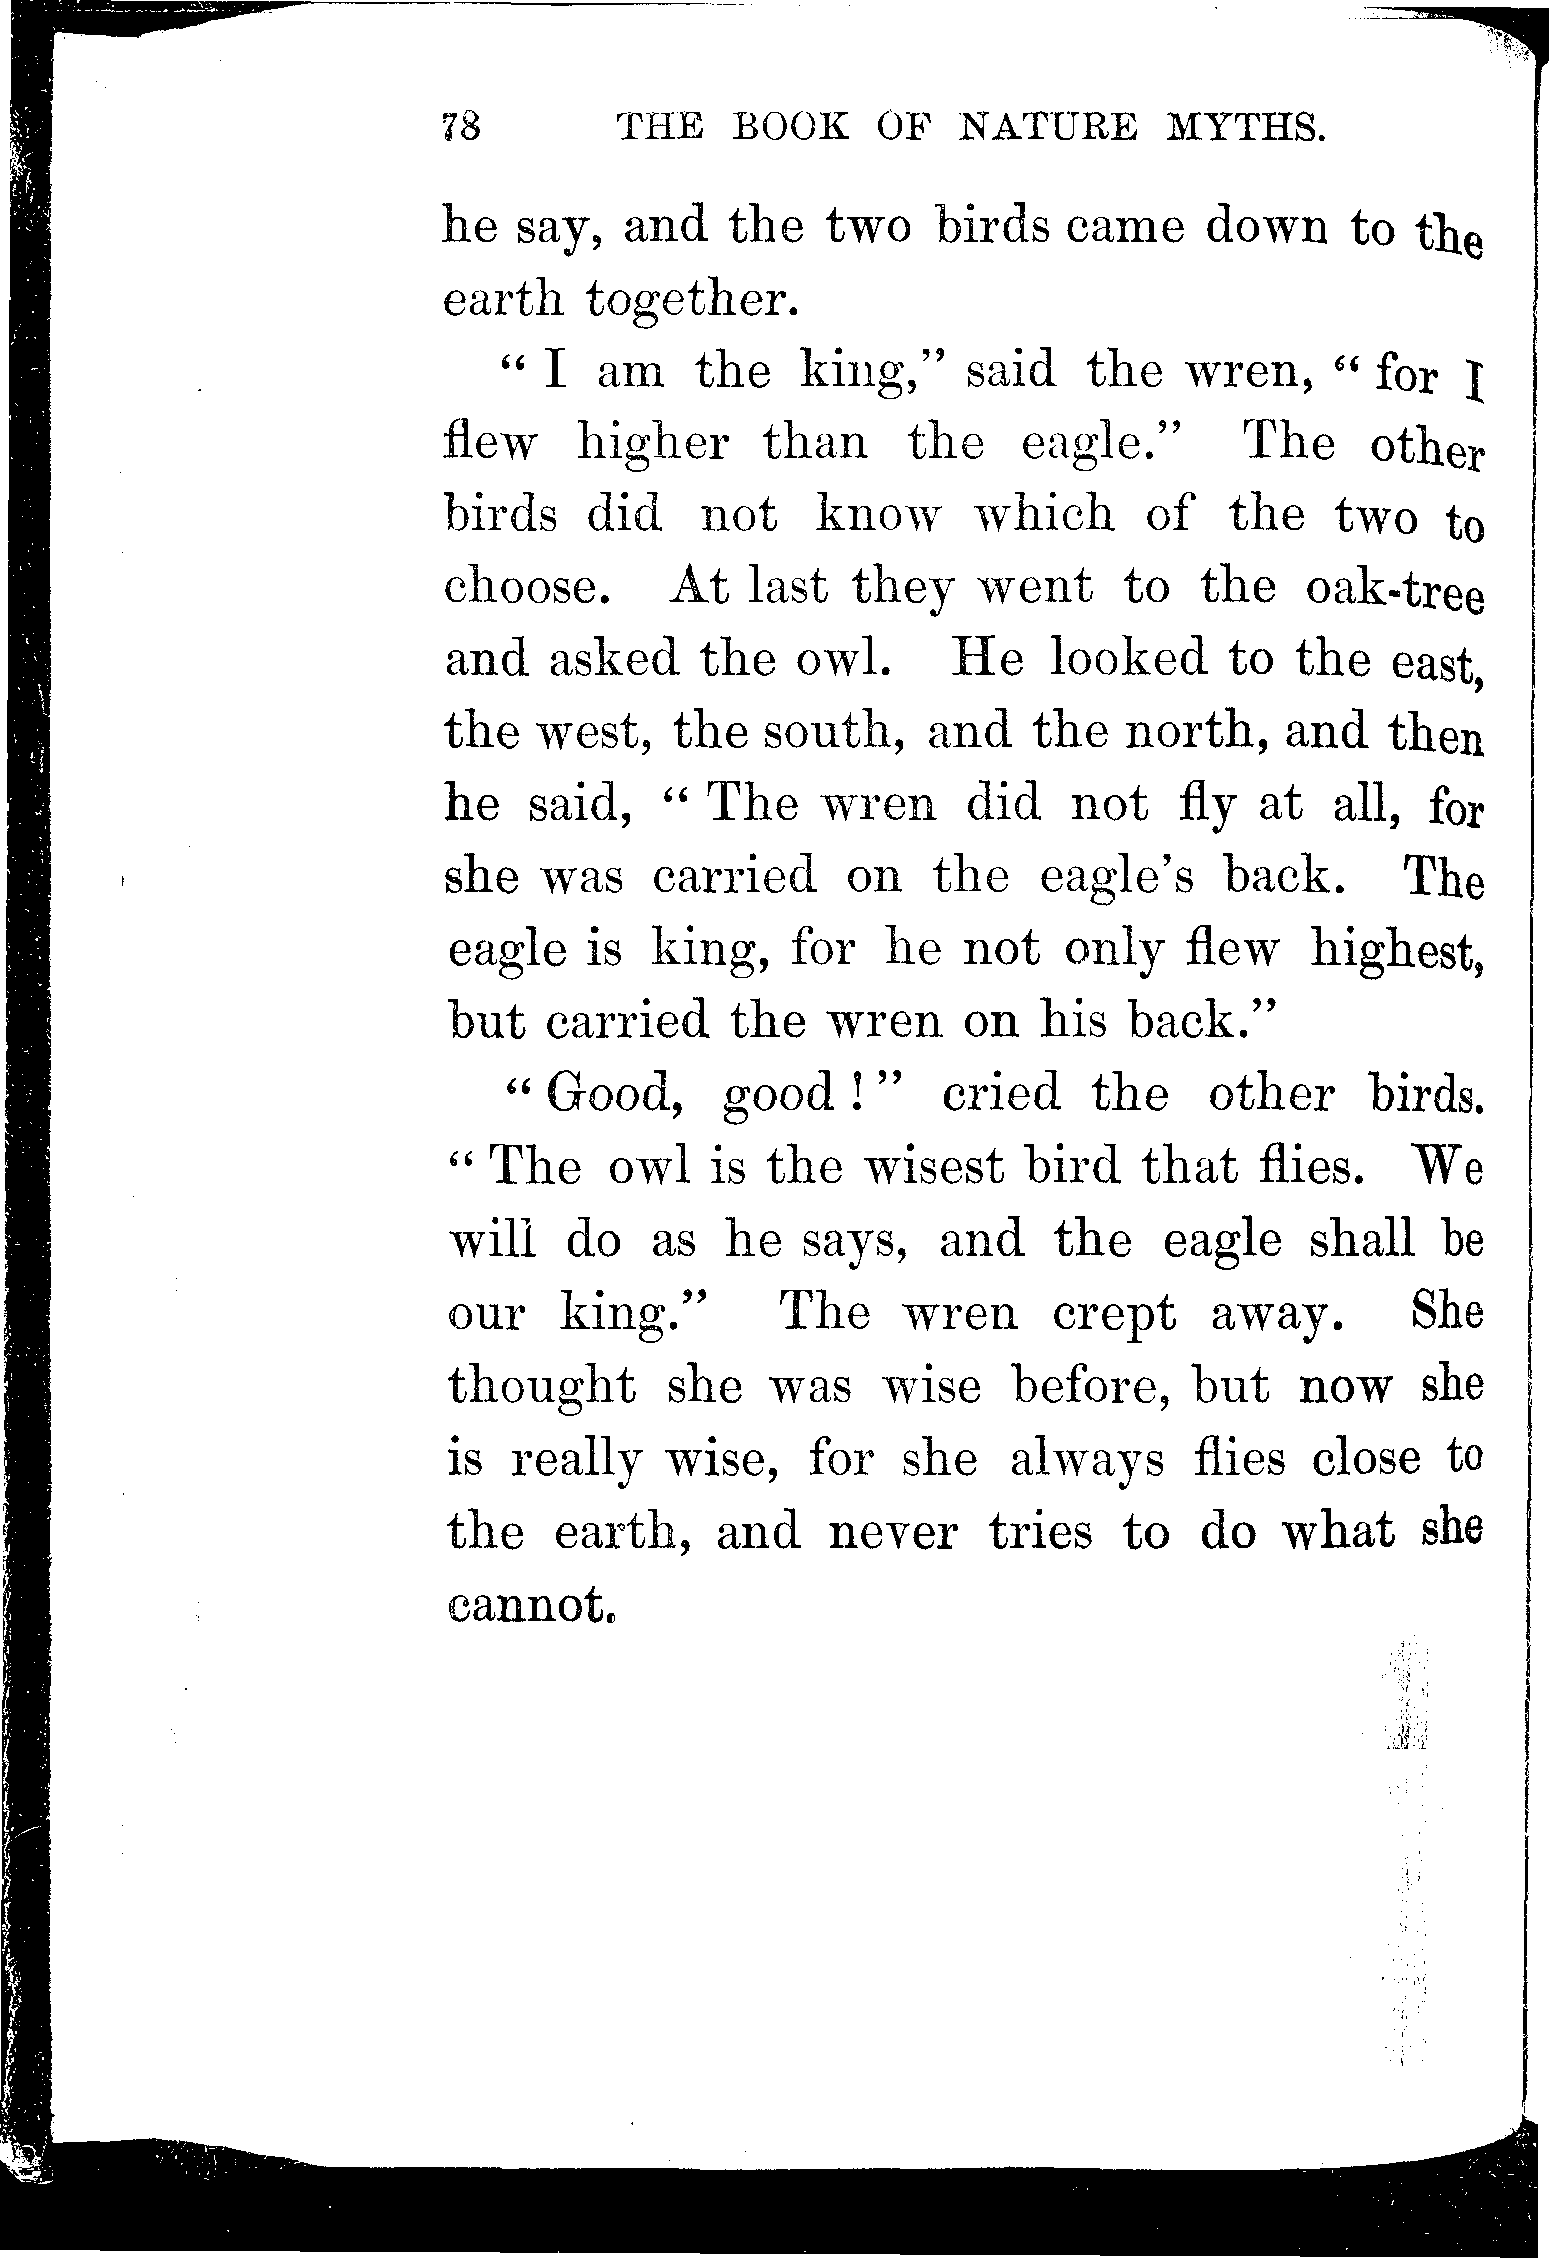 78 THE BOOK OF NATURE MYTHS.
he say, and the two birds came down to the
earth together.
“ I am the king,” said the wren, “ for I
flew higher than the eagle.” The other
birds did not know which of the two to
choose. At last they went to the oak-tree
and asked the owl. He looked to the east,
the west, the south, and the north, and then
he said, “ The wren did not fly at all, for
she was carried on the eagle’s back. The
eagle is king, for he not only flew highest,
but carried the wren on his back.”
“ Good, good ! ” cried the other birds.
“ The owl is the wisest bird that flies. We
will do as he says, and the eagle shall be
our king.” The wren crept away. She
thought she was wise before, but now she
is really wise, for she always flies close to
the earth, and never tries to do what she
cannot.